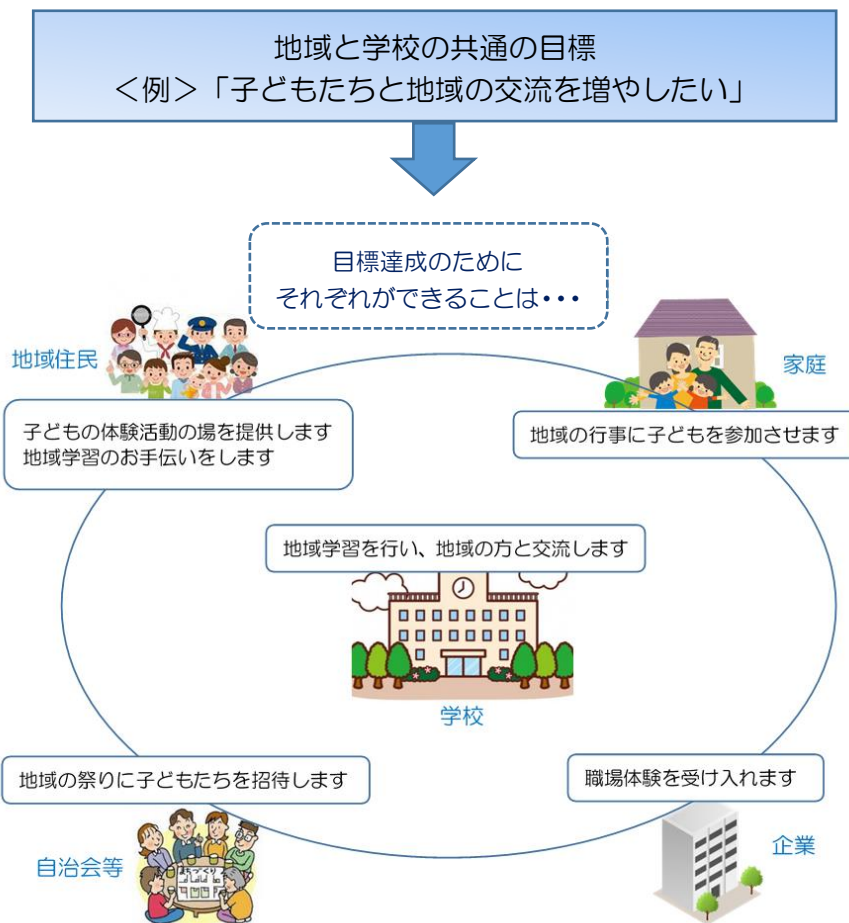 地域と学校の共通の目標
＜例＞「子どもたちと地域の交流を増やしたい」
目標達成のために
それぞれができることは・・・
地域住民
子どもの体験活動の場を提供します
地域学習のお手伝いをします
家庭
地域の行事に子どもを参加させます
地域学習を行い、地域の方と交流します
学校
地域の祭りに子どもたちを招待します
自治会等
まちづくり
職場体験を受け入れます
企業